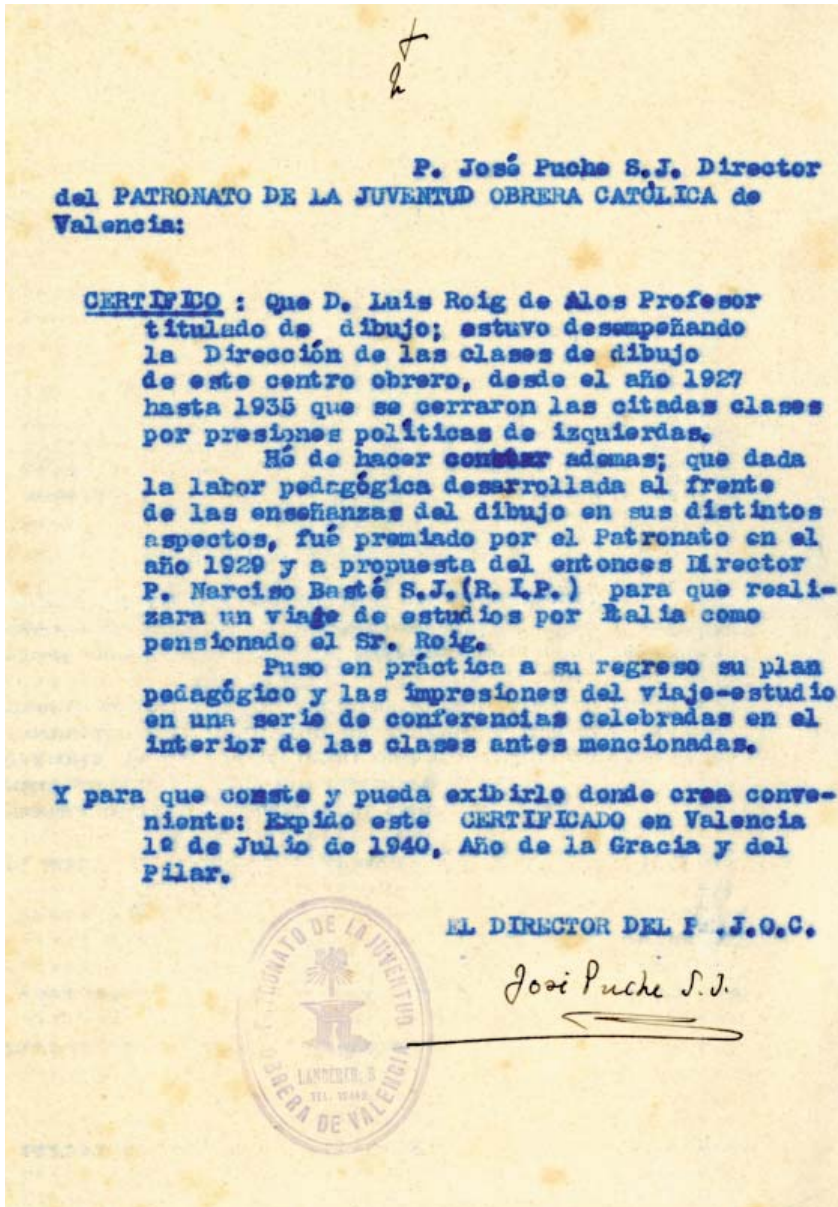 P. José Puche S.J. Director
del PATRONATO DE LA JUVENTUD OBRERA CATÓLICA de
Valencia:
CERTIFICO : Que D. Luis Roig de Alos Profesor
titulado de dibujo; estuvo desempeñando
la Dirección de las clases de dibujo
de este centro obrero, desde el año 1927
hasta 1935 que se cerraron las citadas clases
por presiones políticas de izquierdas.
Hé de hacer constar ademas; que dada
la labor pedagógica desarrollada al frente
de las enseñanzas del dibujo en sus distintos
aspectos, fué premiado por el Patronato en el
año 1929 y a propuesta del entonces Director
P. Narciso Basté S.J.(R.I.P.) para que reali-
zara un viaje de estudios por Italia como
pensionado el Sr. Roig.
Puso en práctica a su regreso su plan
pedagógico y las impresiones del viaje-estudio
en una serie de conferencias celebradas en el
interior de las clases antes mencionadas.
Y para que conste y pueda exibirlo donde crea conve-
niente: Expido este CERTIFICADO en Valencia
1º de Julio de 1940, Año de la Gracia y del
Pilar.
EL DIRECTOR DEL P .J.O.C.
José Puche S.J.
PATRONATO DE LA JUVENTUD
OBRERA DE VALENCIA
LANDERER, 5
TEL.